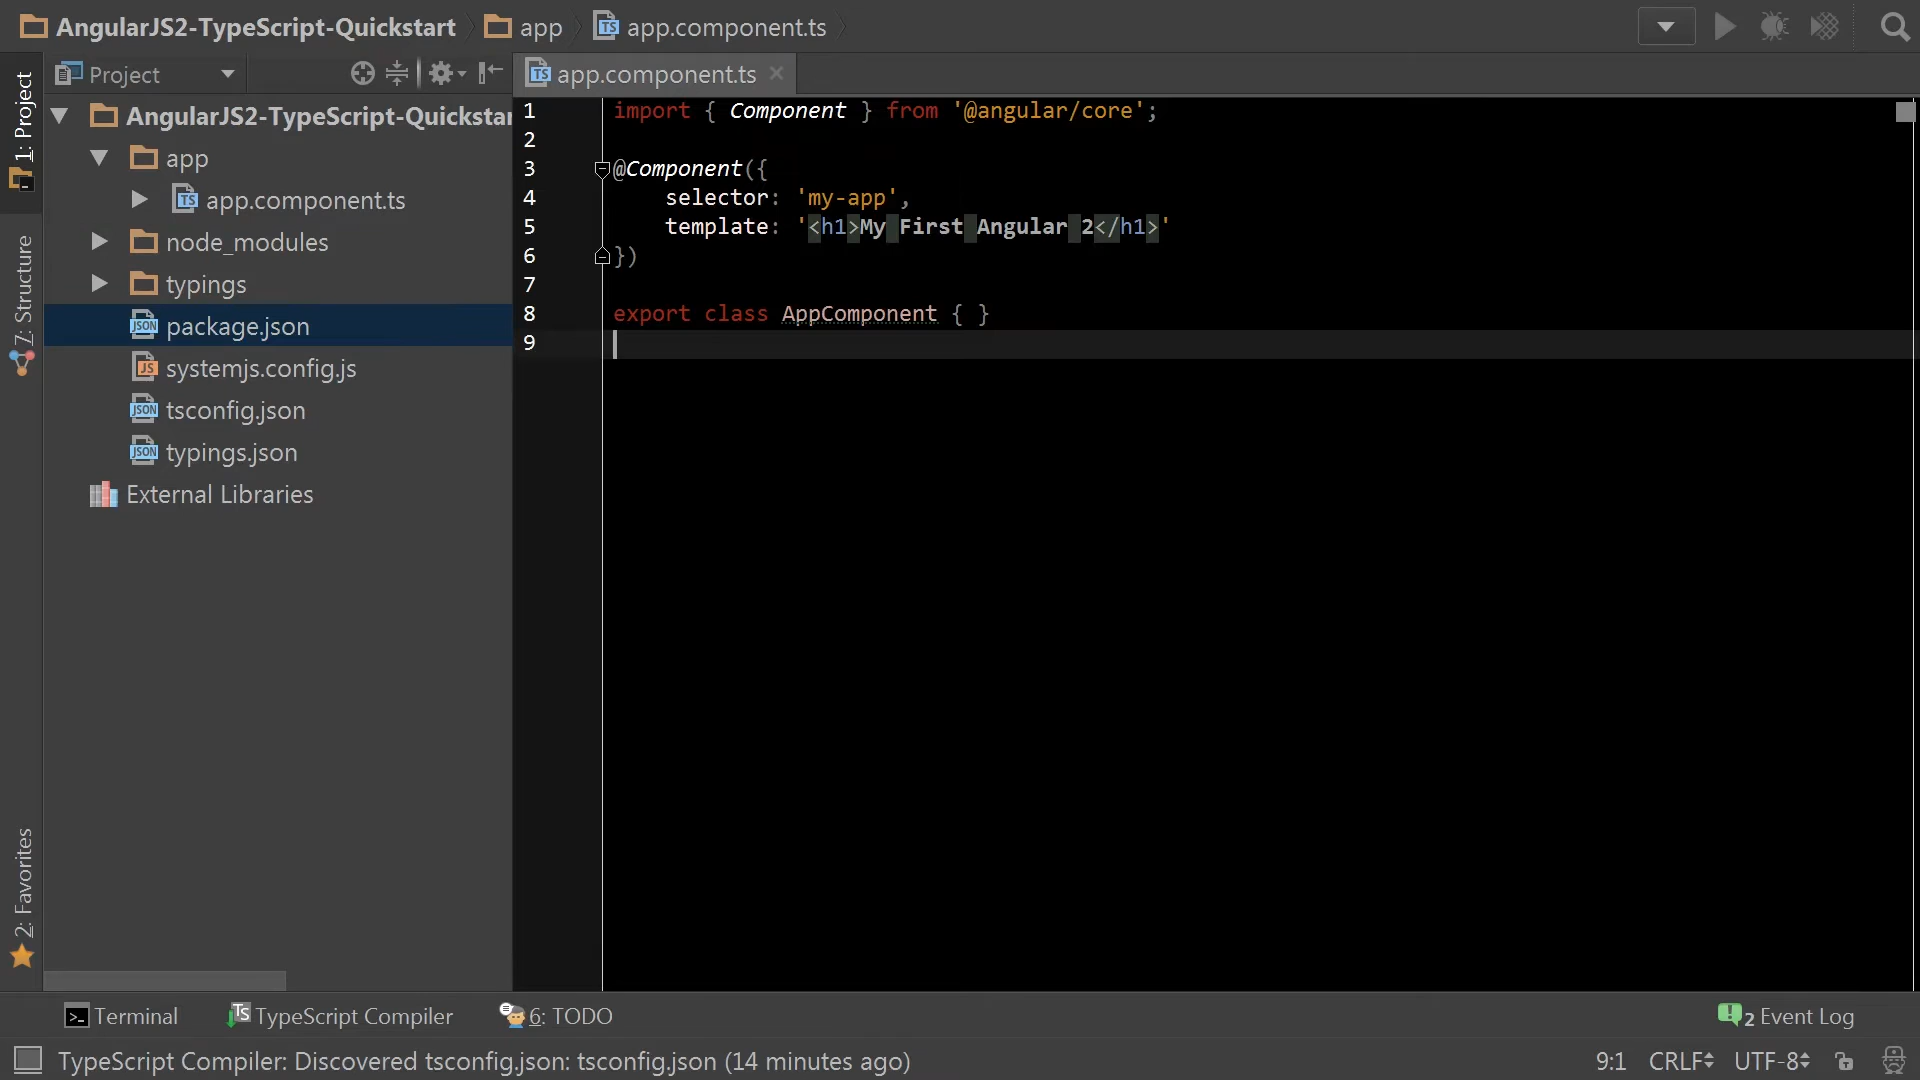 AngularJS2-TypeScript-Quickstart app app.component.ts
Project
app.component.ts
1: Project
7: Structure
2: Favorites
AngularJS2-TypeScript-Quickstar
app
app.component.ts
node_modules
typings
package.json
systemjs.config.js
tsconfig.json
typings.json
External Libraries
1 import { Component } from '@angular/core';
2
3 @Component({
4 selector: 'my-app',
5 template: '<h1>My First Angular 2</h1>'
6 })
7
8 export class AppComponent { }
9
Terminal TypeScript Compiler 6: TODO 2 Event Log
TypeScript Compiler: Discovered tsconfig.json: tsconfig.json (14 minutes ago) 9:1 CRLF UTF-8